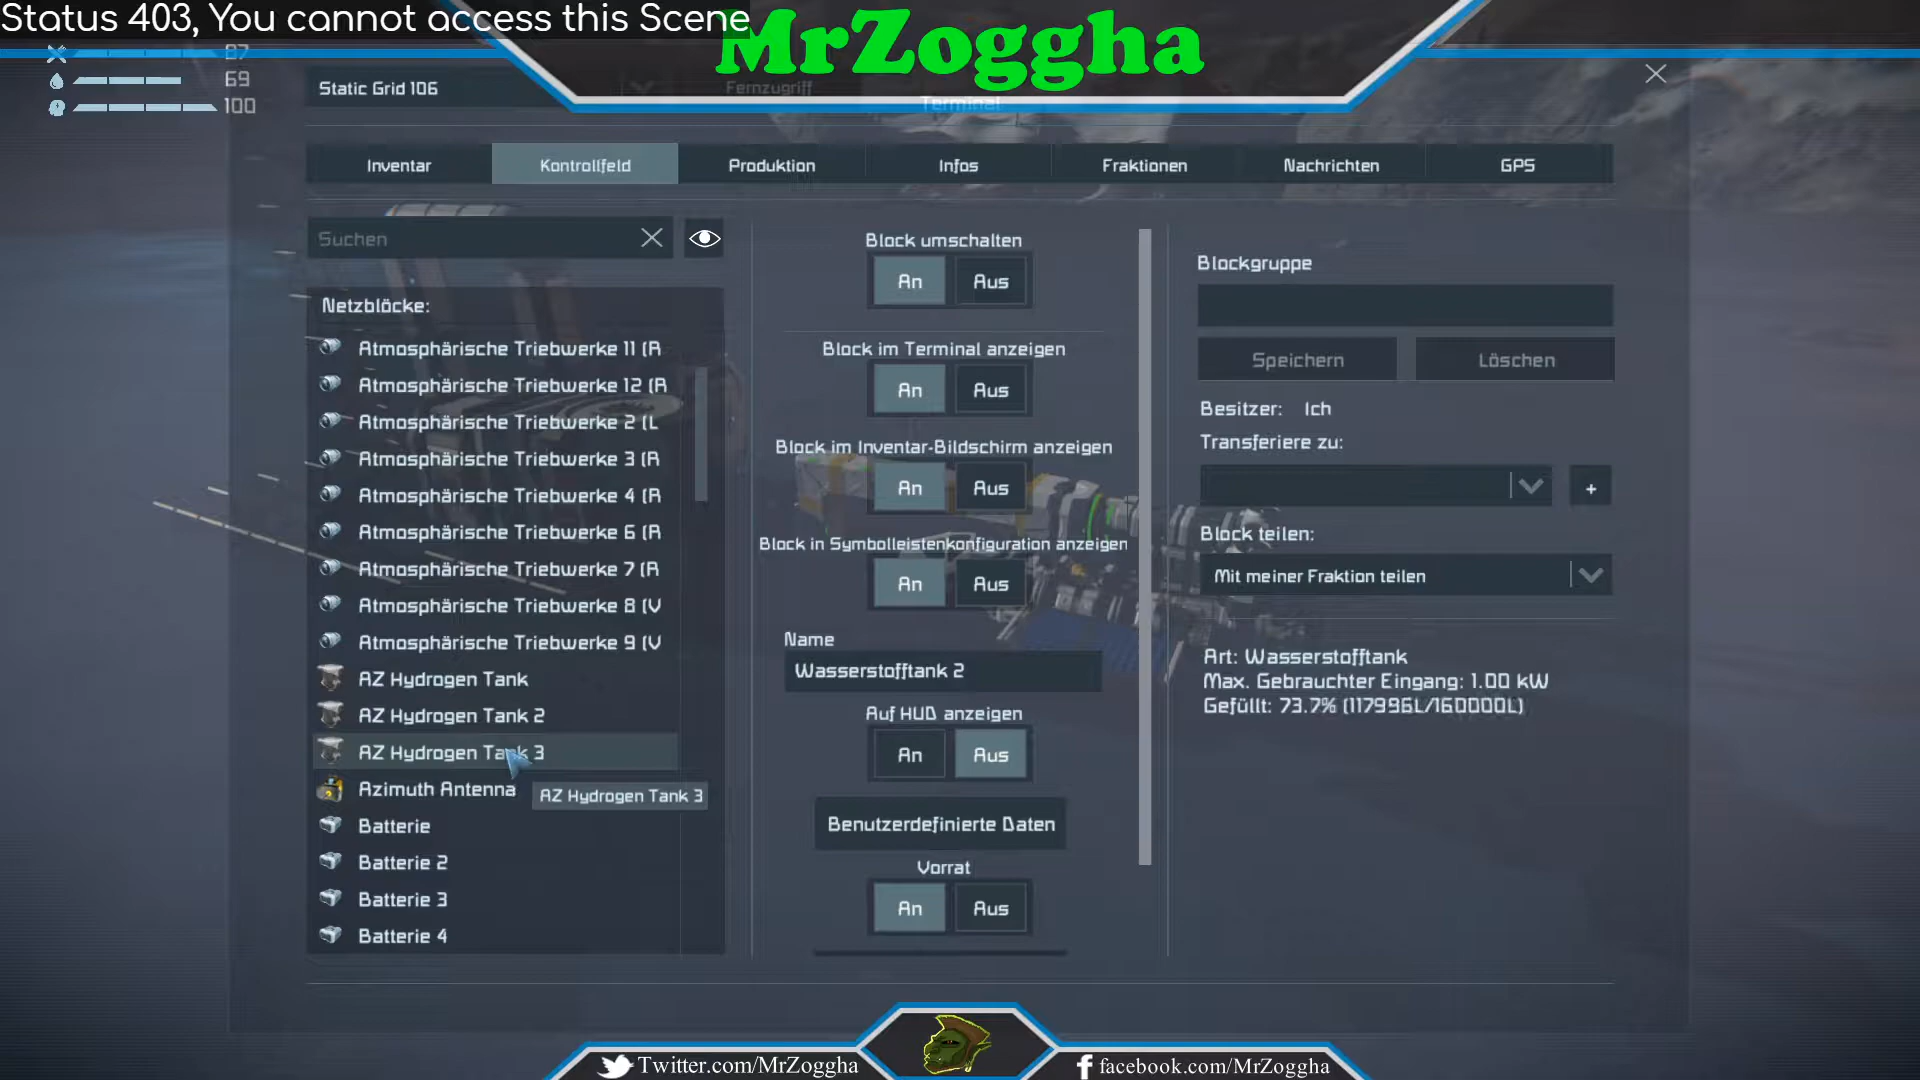 Status 403, You cannot access this Scene
MrZoggha
87
69
100
Static Grid 106
Fernzugriff
Terminal
Inventar
Kontrollfeld
Produktion
Infos
Fraktionen
Nachrichten
GPS
Suchen
Netzblöcke:
Atmosphärische Triebwerke 11 (R
Atmosphärische Triebwerke 12 (R
Atmosphärische Triebwerke 2 (L
Atmosphärische Triebwerke 3 (R
Atmosphärische Triebwerke 4 (R
Atmosphärische Triebwerke 6 (R
Atmosphärische Triebwerke 7 (R
Atmosphärische Triebwerke 8 (V
Atmosphärische Triebwerke 9 (V
AZ Hydrogen Tank
AZ Hydrogen Tank 2
AZ Hydrogen Tank 3
Azimuth Antenna
AZ Hydrogen Tank 3
Batterie
Batterie 2
Batterie 3
Batterie 4
Block umschalten
An Aus
Block im Terminal anzeigen
An Aus
Block im Inventar-Bildschirm anzeigen
An Aus
Block in Symbolleistenkonfiguration anzeigen
An Aus
Name
Wasserstofftank 2
Auf HUD anzeigen
An Aus
Benutzerdefinierte Daten
Vorrat
An Aus
Blockgruppe
Speichern
Löschen
Besitzer: Ich
Transferiere zu:
+
Block teilen:
Mit meiner Fraktion teilen
Art: Wasserstofftank
Max. Gebrauchter Eingang: 1.00 kW
Gefüllt: 73.7% (117996L/160000L)
Twitter.com/MrZoggha
facebook.com/MrZoggha